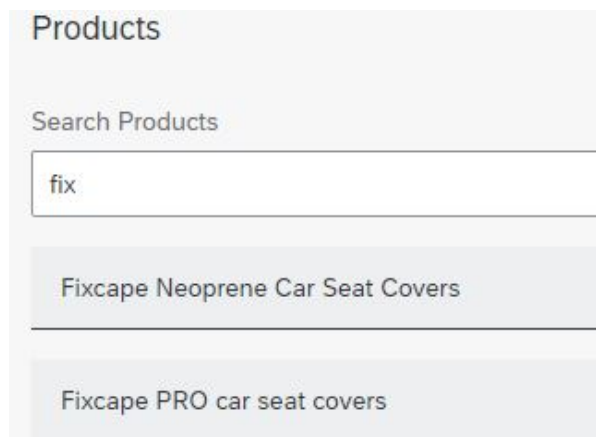 Products
Search Products
fix
Fixcape Neoprene Car Seat Covers
Fixcape PRO car seat covers